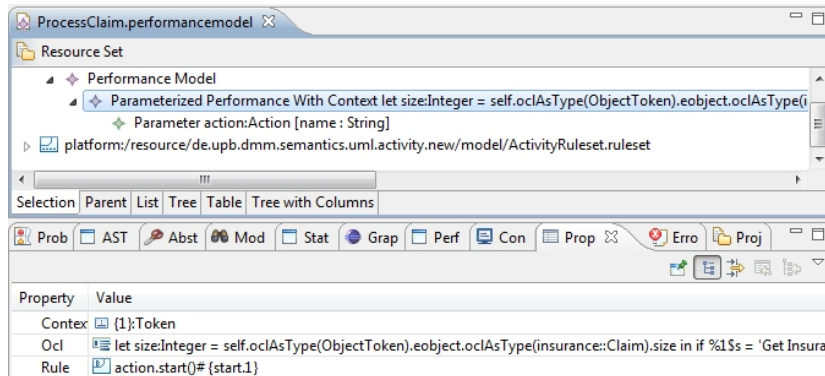 ProcessClaim.performancemodel
Resource Set
Performance Model
Parameterized Performance With Context let size:Integer = self.oclAsType(ObjectToken).eobject.oclAsType(i
Parameter action:Action [name : String]
platform:/resource/de.upb.dmm.semantics.uml.activity.new/model/ActivityRuleset.ruleset
Selection Parent List Tree Table Tree with Columns
Prob AST Abst Mod Stat Grap Perf Con Prop Erro Proj
Property Value
Contex {1}:Token
Ocl let size:Integer = self.oclAsType(ObjectToken).eobject.oclAsType(insurance::Claim).size in if %1$s = 'Get Insura
Rule action.start()# {start.1}